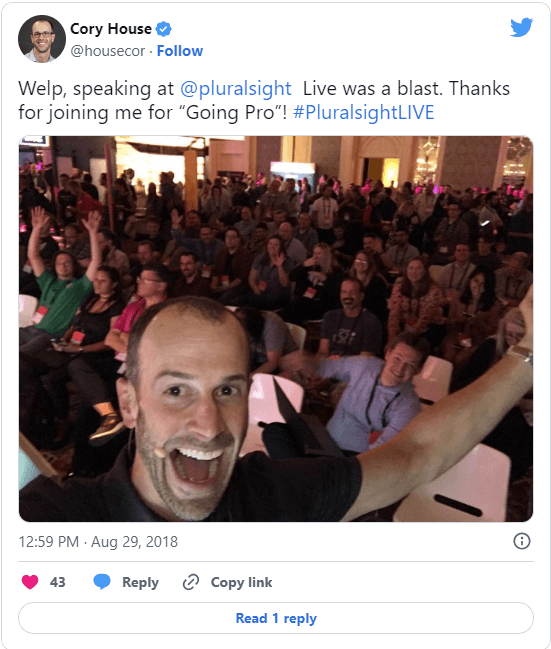 Cory House
@housecor · Follow
Welp, speaking at @pluralsight Live was a blast. Thanks
for joining me for “Going Pro”! #PluralsightLIVE
12:59 PM · Aug 29, 2018
43 Reply Copy link
Read 1 reply